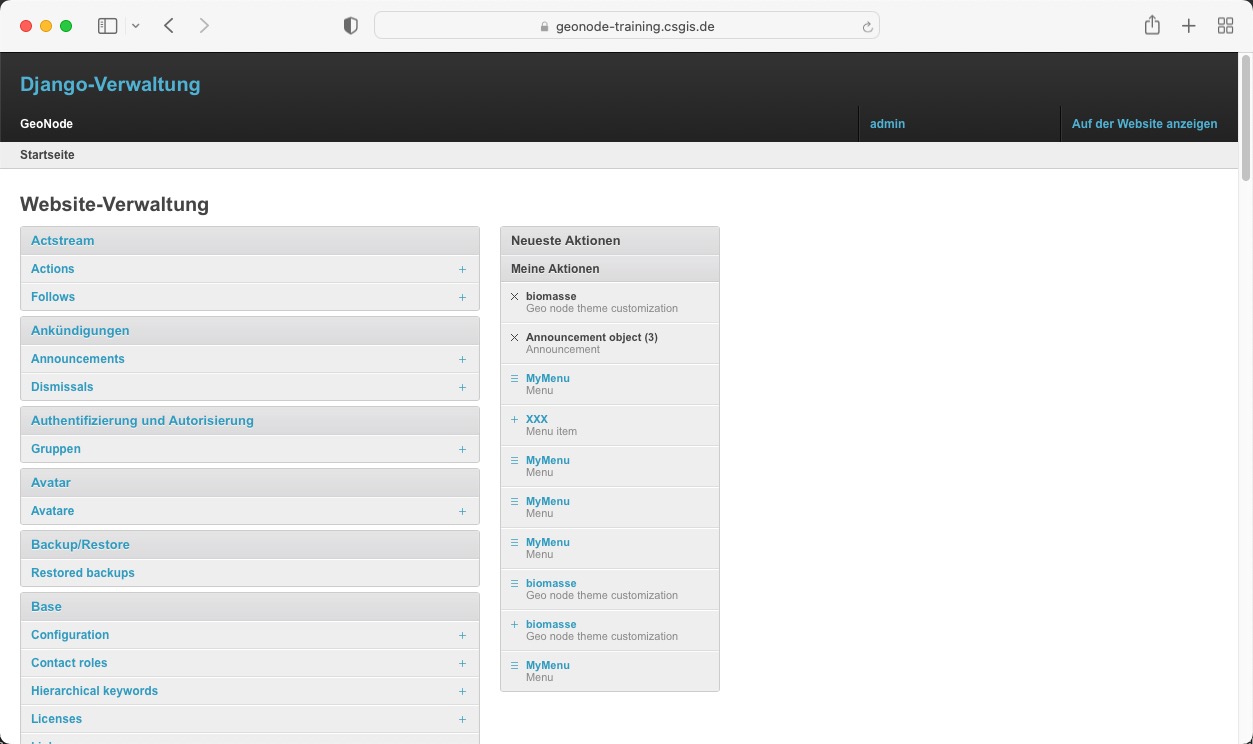 geonode-training.csgis.de
Django-Verwaltung
GeoNode
admin
Auf der Website anzeigen
Startseite
Website-Verwaltung
Actstream
Actions +
Follows +
Ankündigungen
Announcements +
Dismissals +
Authentifizierung und Autorisierung
Gruppen +
Avatar
Avatare +
Backup/Restore
Restored backups
Base
Configuration +
Contact roles +
Hierarchical keywords +
Licenses +
Neueste Aktionen
Meine Aktionen
biomasse
Geo node theme customization
Announcement object (3)
Announcement
MyMenu
Menu
+ XXX
Menu item
MyMenu
Menu
MyMenu
Menu
MyMenu
Menu
biomasse
Geo node theme customization
+ biomasse
Geo node theme customization
MyMenu
Menu